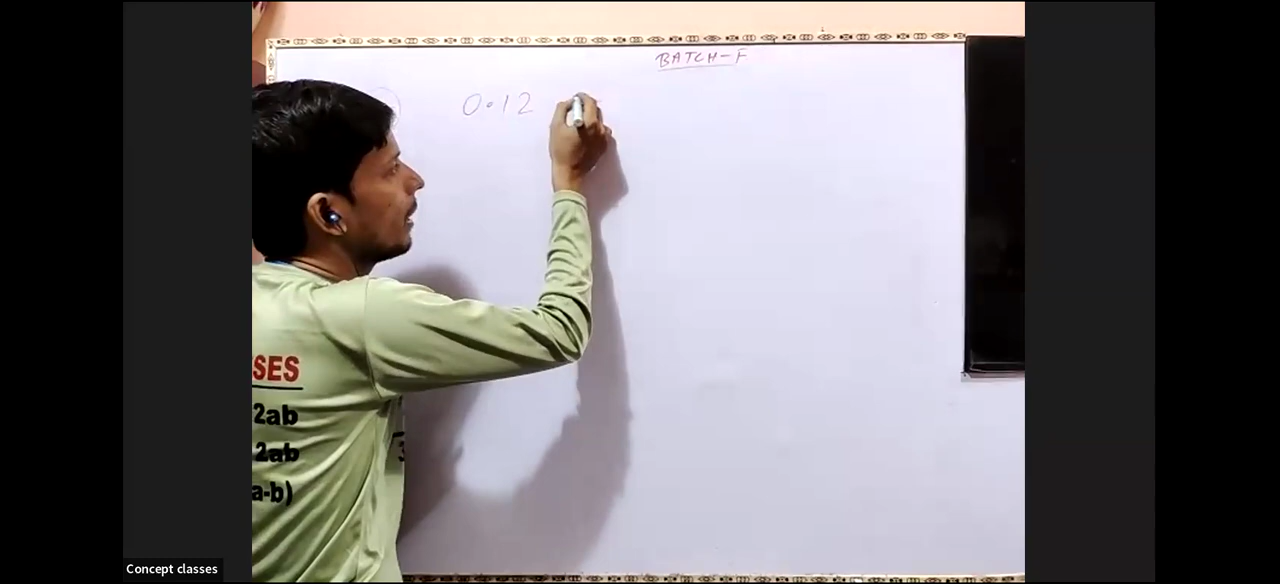 BATCH-F
0.12
SES
2ab
2ab
a-b)
Concept classes